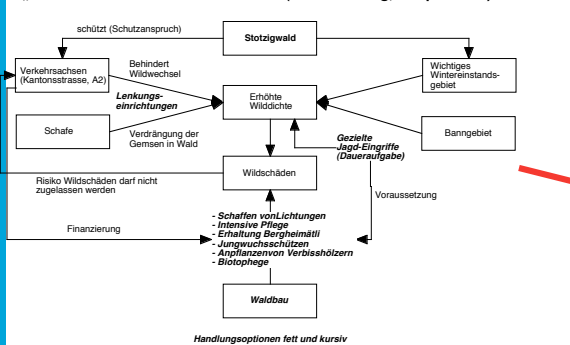 schützt (Schutzanspruch)
Stotzigwald
Verkehrsachsen
(Kantonsstrasse, A2)
Behindert
Wildwechsel
Lenkungs-
einrichtungen
Erhöhte
Wilddichte
Wichtiges
Wintereinstands-
gebiet
Schafe
Verdrängung der
Gemsen in Wald
Gezielte
Jagd-Eingriffe
(Daueraufgabe)
Banngebiet
Risiko Wildschäden darf nicht
zugelassen werden
Wildschäden
Voraussetzung
Finanzierung
- Schaffen vonLichtungen
- Intensive Pflege
- Erhaltung Bergheimätli
- Jungwuchsschützen
- Anpflanzenvon Verbisshölzern
- Biotophege
Waldbau
Handlungsoptionen fett und kursiv